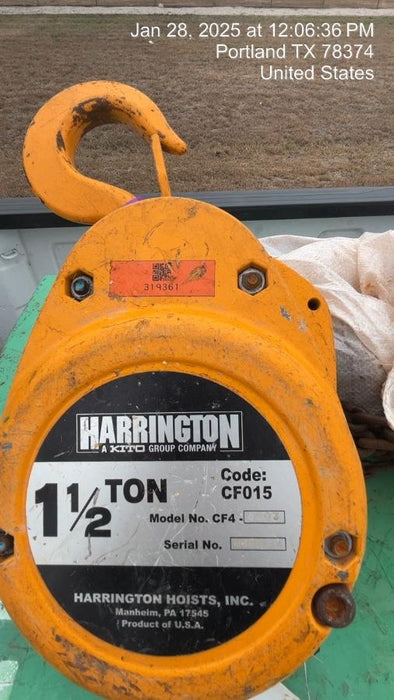 Jan 28, 2025 at 12:06:36 PM
Portland TX 78374
United States
319361
HARRINGTON
A KITO GROUP COMPANY
1 1/2 TON
Code:
CF015
Model No. CF4 -
Serial No.
HARRINGTON HOISTS, INC.
Manheim, PA 17545
Product of U.S.A.